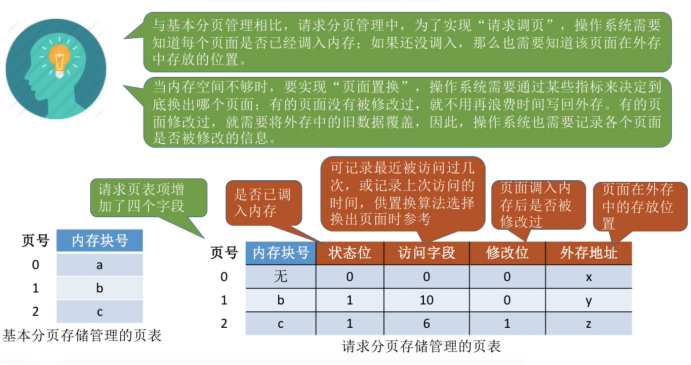 与基本分页管理相比，请求分页管理中，为了实现“请求调页”，操作系统需要
知道每个页面是否已经调入内存；如果还没调入，那么也需要知道该页面在外存
中存放的位置。
当内存空间不够时，要实现“页面置换”，操作系统需要通过某些指标来决定到
底换出哪个页面；有的页面没有被修改过，就不用再浪费时间写回外存。有的页
面修改过，就需要将外存中的旧数据覆盖，因此，操作系统也需要记录各个页面
是否被修改的信息。
请求页表项增
加了四个字段
是否已调
入内存
可记录最近被访问过几
次，或记录上次访问的
时间，供置换算法选择
换出页面时参考
页面调入内
存后是否被
修改过
页面在外存
中的存放位
置
页号 内存块号
0 a
1 b
2 c
基本分页存储管理的页表
页号 内存块号 状态位 访问字段 修改位 外存地址
0 无 0 0 0 x
1 b 1 10 0 y
2 c 1 6 1 z
请求分页存储管理的页表